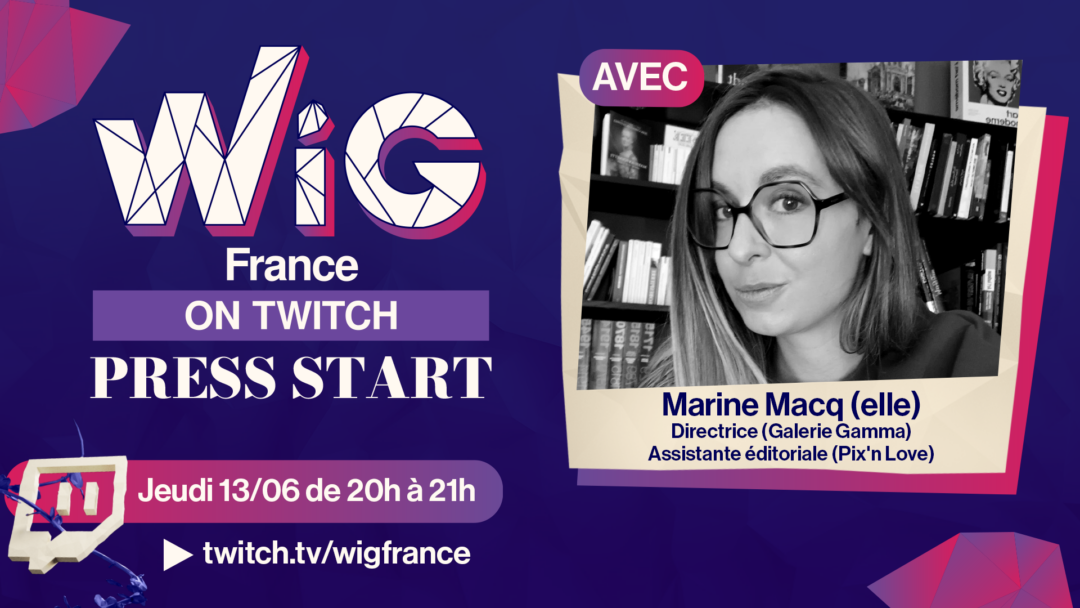 WiG
France
ON TWITCH
PRESS START
Jeudi 13/06 de 20h à 21h
twitch.tv/wigfrance
AVEC
Marine Macq (elle)
Directrice (Galerie Gamma)
Assistante éditoriale (Pix'n Love)